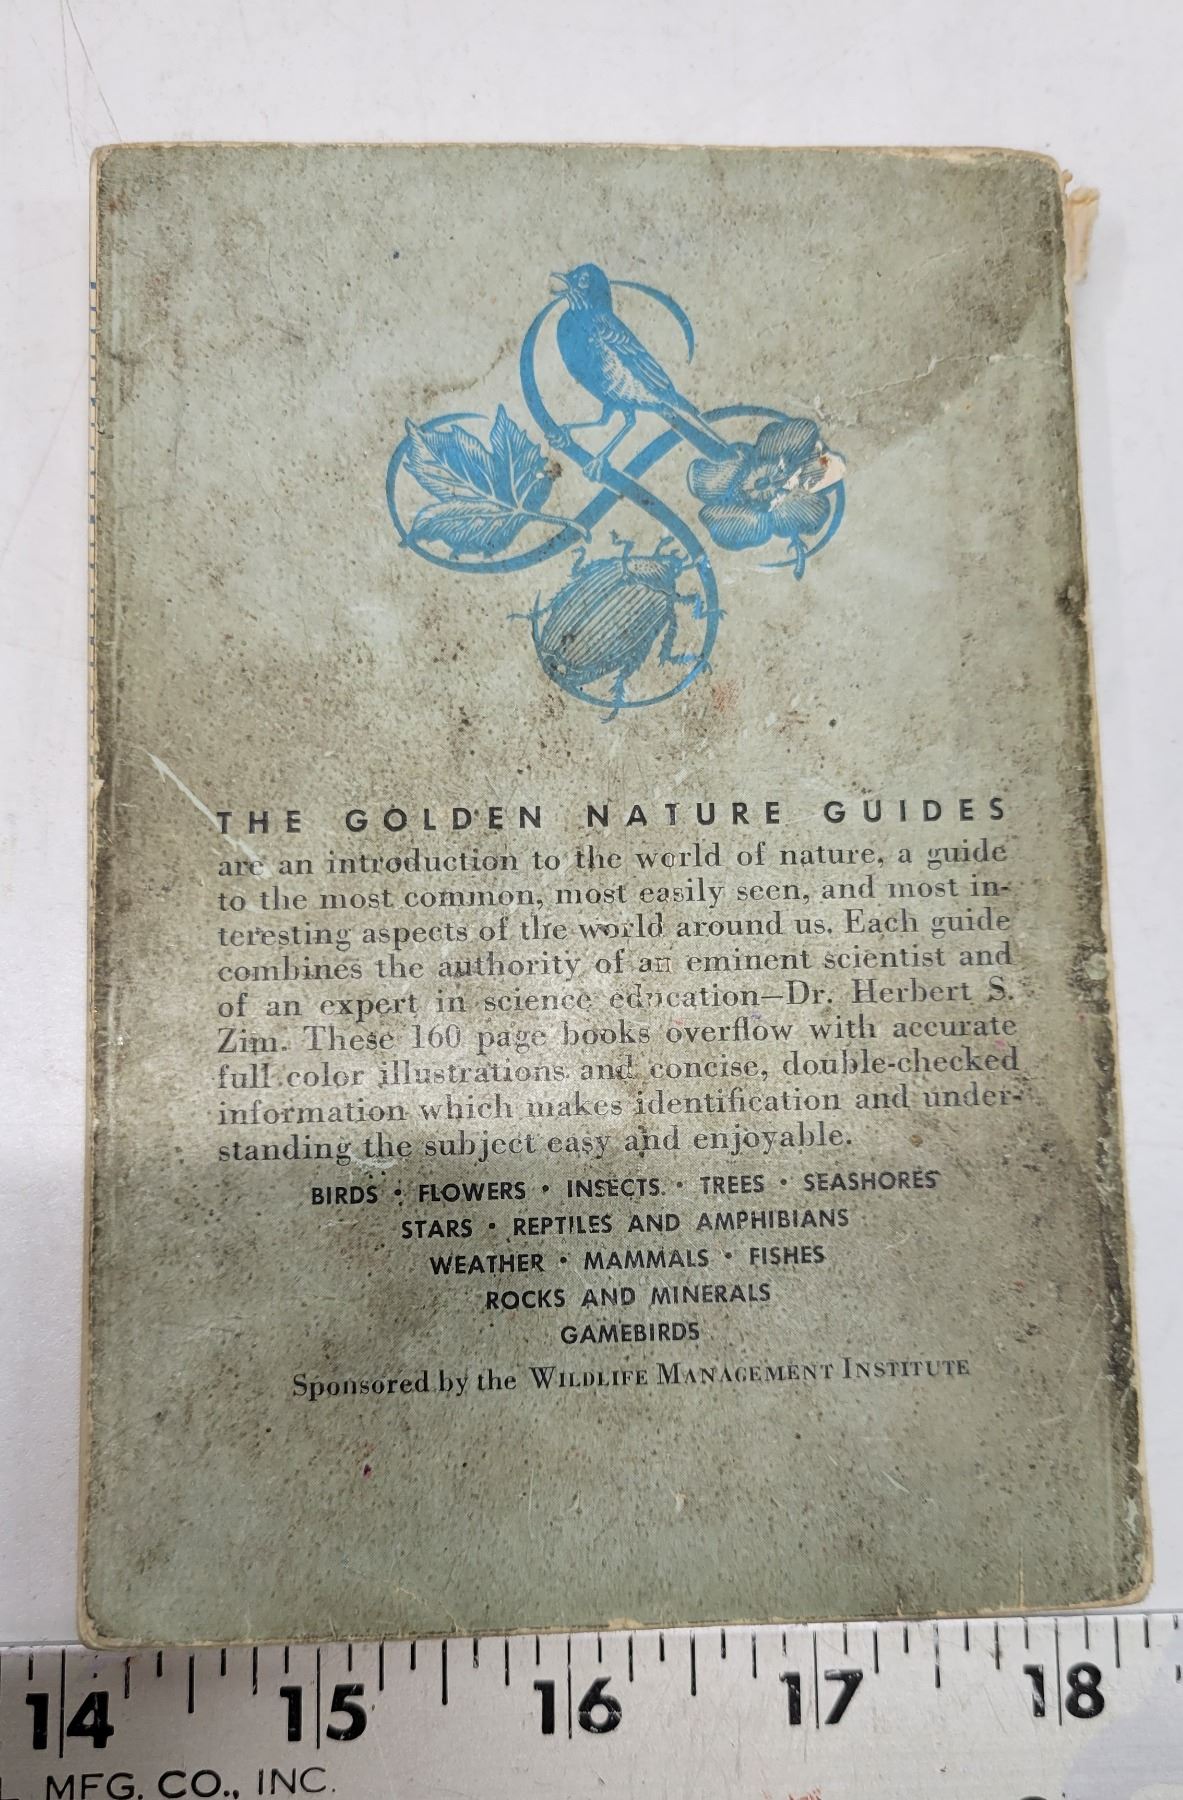 THE GOLDEN NATURE GUIDES
are an introduction to the world of nature, a guide
to the most common, most easily seen, and most in-
teresting aspects of the world around us. Each guide
combines the authority of an eminent scientist and
of an expert in science education—Dr. Herbert S.
Zim. These 160 page books overflow with accurate
full color illustrations and concise, double-checked
information which makes identification and under-
standing the subject easy and enjoyable.
BIRDS • FLOWERS • INSECTS • TREES • SEASHORES
STARS • REPTILES AND AMPHIBIANS
WEATHER • MAMMALS • FISHES
ROCKS AND MINERALS
GAMEBIRDS
Sponsored by the WILDLIFE MANAGEMENT INSTITUTE
14 15 16 17 18
MFG. CO., INC.